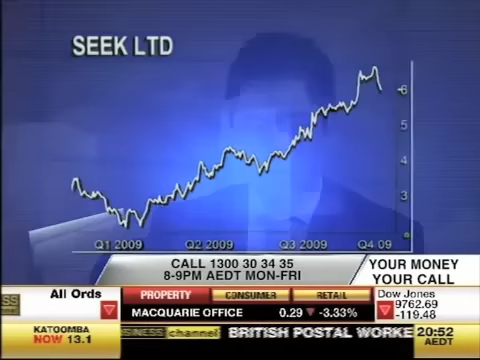 SEEK LTD
6
5
4
3
Q1 2009 Q2 2009 Q3 2009 Q4 09
CALL 1300 30 34 35
8-9PM AEDT MON-FRI
YOUR MONEY
YOUR CALL
All Ords
PROPERTY CONSUMER RETAIL
MACQUARIE OFFICE 0.29 -3.33%
Dow Jones
9762.69
-119.48
KATOOMBA
NOW 13.1
channel
BRITISH POSTAL WORKE
20:52
AEDT